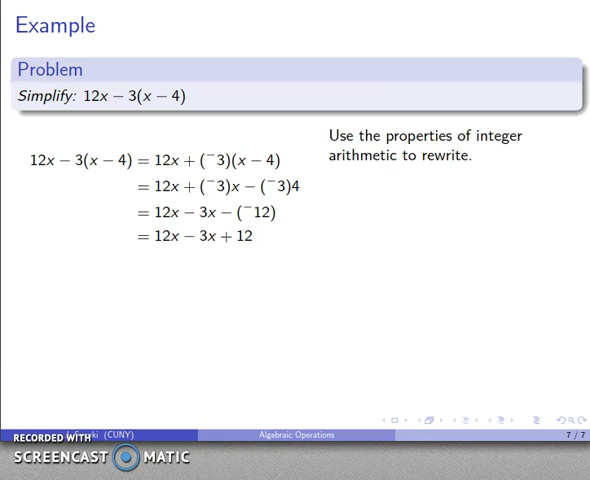 Example
Problem
Simplify: 12x − 3(x − 4)
Use the properties of integer
arithmetic to rewrite.
12x − 3(x − 4) = 12x + (⁻3)(x − 4)
= 12x + (⁻3)x − (⁻3)4
= 12x − 3x − (⁻12)
= 12x − 3x + 12
(CUNY) Algebraic Operations 7 / 7
RECORDED WITH
SCREENCAST MATIC